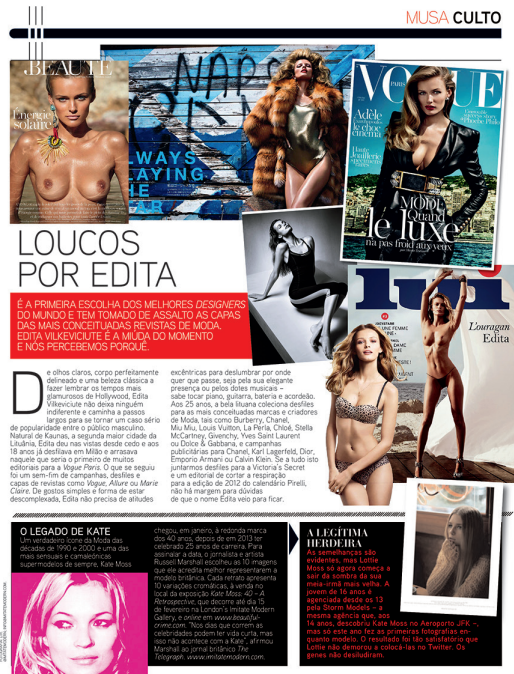 MUSA CULTO
BEAUTÉ
Énergie
solaire
WAYS
LAYING
HE
VOGUE
PARIS
Adèle
le choc
cinéma
Phoebe Philo
Haute
Joaillerie
MODE
Quand
le luxe
n'a pas froid aux yeux
LOUCOS
POR EDITA
É A PRIMEIRA ESCOLHA DOS MELHORES DESIGNERS
DO MUNDO E TEM TOMADO DE ASSALTO AS CAPAS
DAS MAIS CONCEITUADAS REVISTAS DE MODA.
EDITA VILKEVICIUTE É A MIÚDA DO MOMENTO
E NÓS PERCEBEMOS PORQUÊ.
lui
L'ouragan
Edita
De olhos claros, corpo perfeitamente
delineado e uma beleza clássica a
fazer lembrar os tempos mais
glamurosos de Hollywood, Edita
Vilkeviciute não deixa ninguém
indiferente e caminha a passos
largos para se tornar um caso sério
de popularidade entre o público masculino.
Natural de Kaunas, a segunda maior cidade da
Lituânia, Edita deu nas vistas desde cedo e aos
18 anos já desfilava em Milão e arrasava
naquele que seria o primeiro de muitos
editoriais para a Vogue Paris. O que se seguiu
foi um sem-fim de campanhas, desfiles e
capas de revistas como Vogue, Allure ou Marie
Claire. De gostos simples e forma de estar
descomplexada, Edita não precisa de atitudes
excêntricas para deslumbrar por onde
quer que passe, seja pela sua elegante
presença ou pelos dotes musicais –
sabe tocar piano, guitarra, bateria e acordeão.
Aos 25 anos, a bela lituana coleciona desfiles
para as mais conceituadas marcas e criadores
de Moda, tais como Burberry, Chanel,
Miu Miu, Louis Vuitton, La Perla, Chloé, Stella
McCartney, Givenchy, Yves Saint Laurent
ou Dolce & Gabbana, e campanhas
publicitárias para Chanel, Karl Lagerfeld, Dior,
Emporio Armani ou Calvin Klein. Se a tudo isto
juntarmos desfiles para a Victoria's Secret
e um editorial de cortar a respiração
para a edição de 2012 do calendário Pirelli,
não há margem para dúvidas
de que o nome Edita veio para ficar.
O LEGADO DE KATE
Um verdadeiro ícone da Moda das
décadas de 1990 e 2000 e uma das
mais sensuais e camaleónicas
supermodelos de sempre, Kate Moss
chegou, em janeiro, à redonda marca
dos 40 anos, depois de em 2013 ter
celebrado 25 anos de carreira. Para
assinalar a data, o printalist e artista
Russell Marshall escolheu as 10 imagens
que ele acredita melhor representarem a
modelo britânica. Cada retrato apresenta
10 variações cromáticas, à venda no
local da exposição Kate Moss: 40 – A
Retrospective, que decorre até dia 15
de fevereiro na London's Imitate Modern
Gallery, e online em www.beautiful-
crime.com. "Nos dias que correm as
celebridades podem ter vida curta, mas
isso não acontece com a Kate", afirmou
Marshall ao jornal britânico The
Telegraph. www.imitatemodern.com
A LEGÍTIMA
HERDEIRA
As semelhanças são
evidentes, mas Lottie
Moss só agora começa a
sair da sombra da sua
meia-irmã mais velha. A
jovem de 16 anos é
agenciada desde os 13
pela Storm Models – a
mesma agência que, aos
14 anos, descobriu Kate Moss no Aeroporto JFK –,
mas só este ano fez as primeiras fotografias en-
quanto modelo. O resultado foi tão satisfatório que
Lottie não demorou a colocá-las no Twitter. Os
genes não desiludiram.